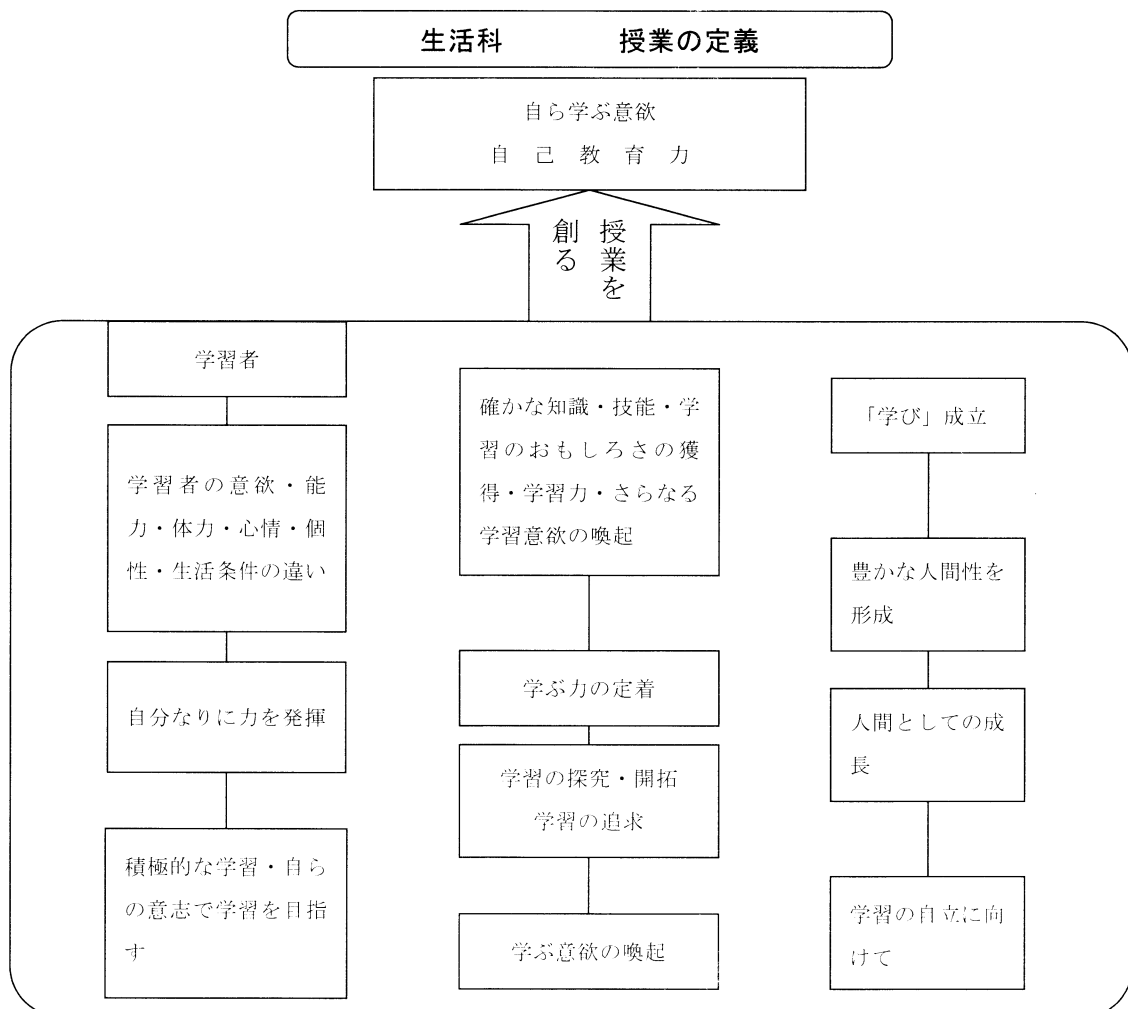 生活科　授業の定義
自ら学ぶ意欲
自己教育力
授業を
創る
学習者
学習者の意欲・能
力・体力・心情・個
性・生活条件の違い
自分なりに力を発揮
積極的な学習・自ら
の意志で学習を目指
す
確かな知識・技能・学
習のおもしろさの獲
得・学習力・さらなる
学習意欲の喚起
学ぶ力の定着
学習の探究・開拓
学習の追求
学ぶ意欲の喚起
「学び」成立
豊かな人間性を
形成
人間としての成
長
学習の自立に向
けて